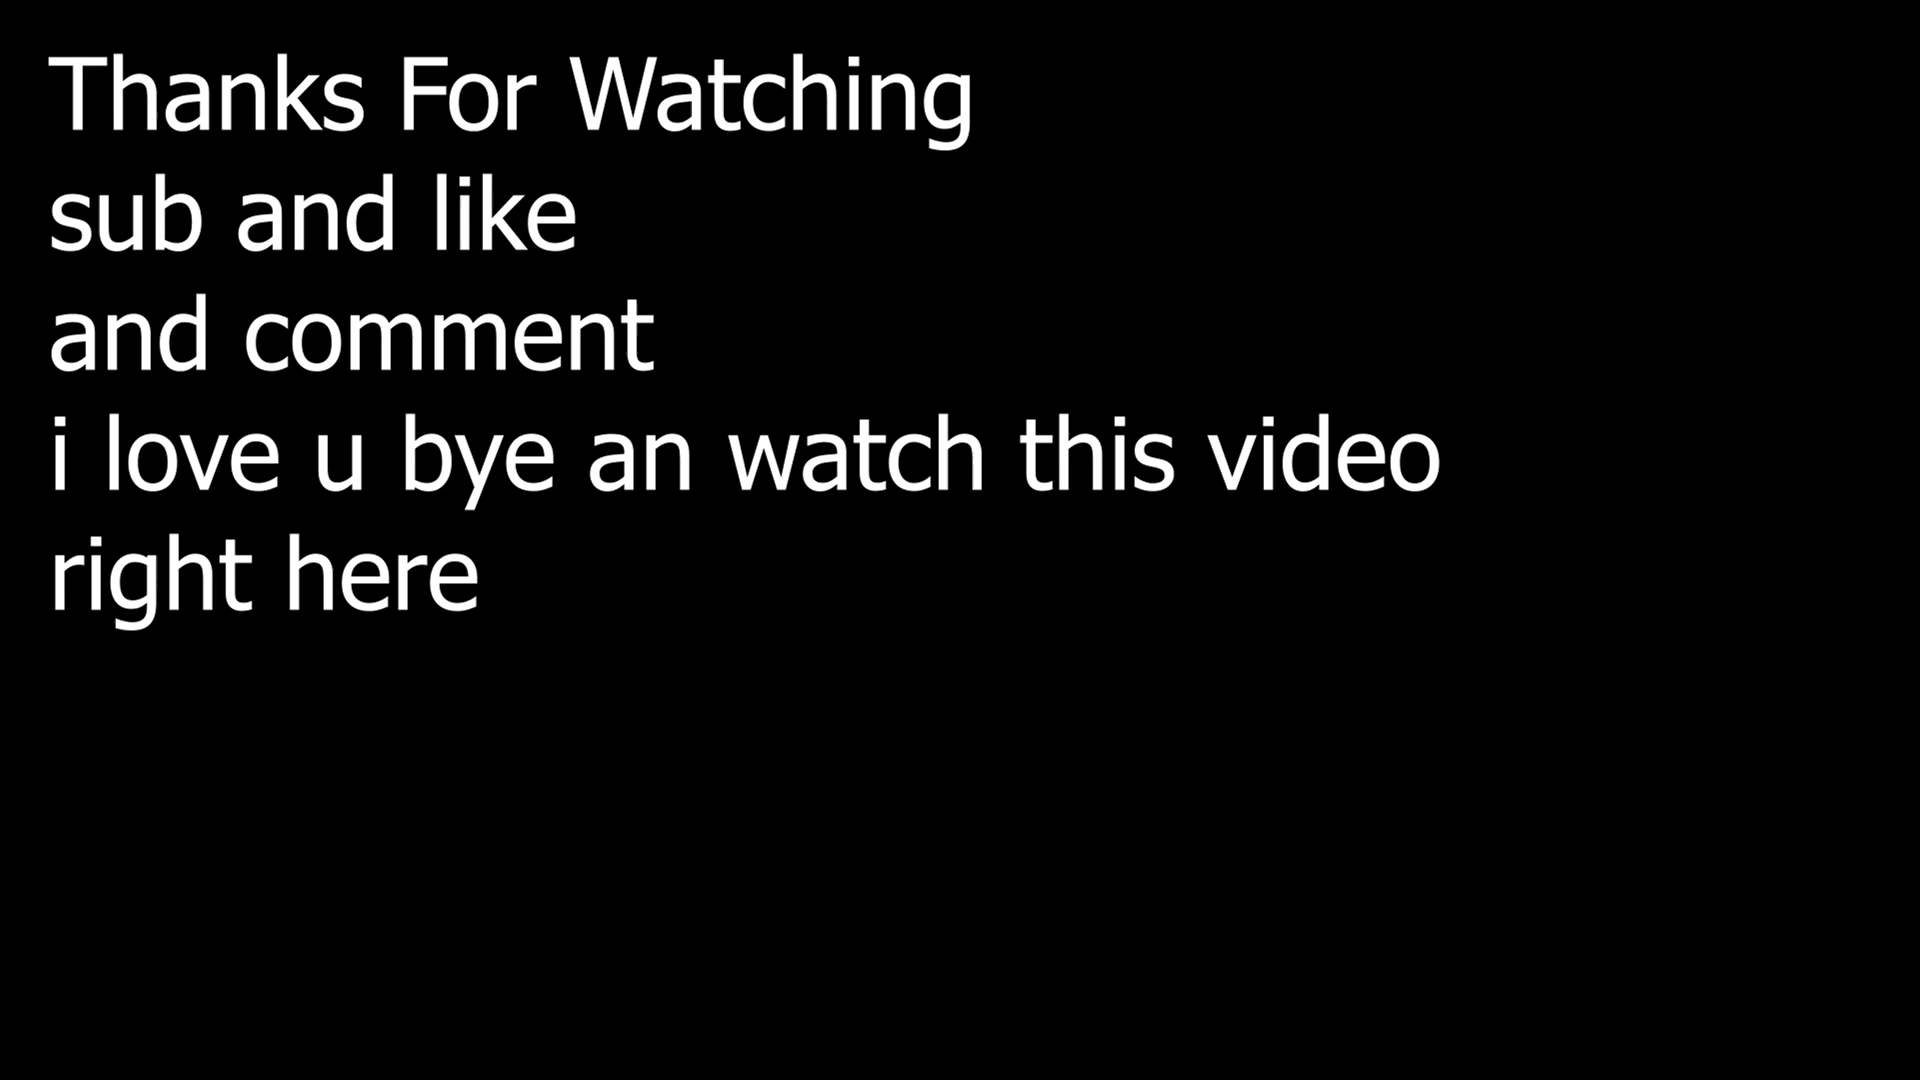 Thanks For Watching
sub and like
and comment
i love u bye an watch this video
right here